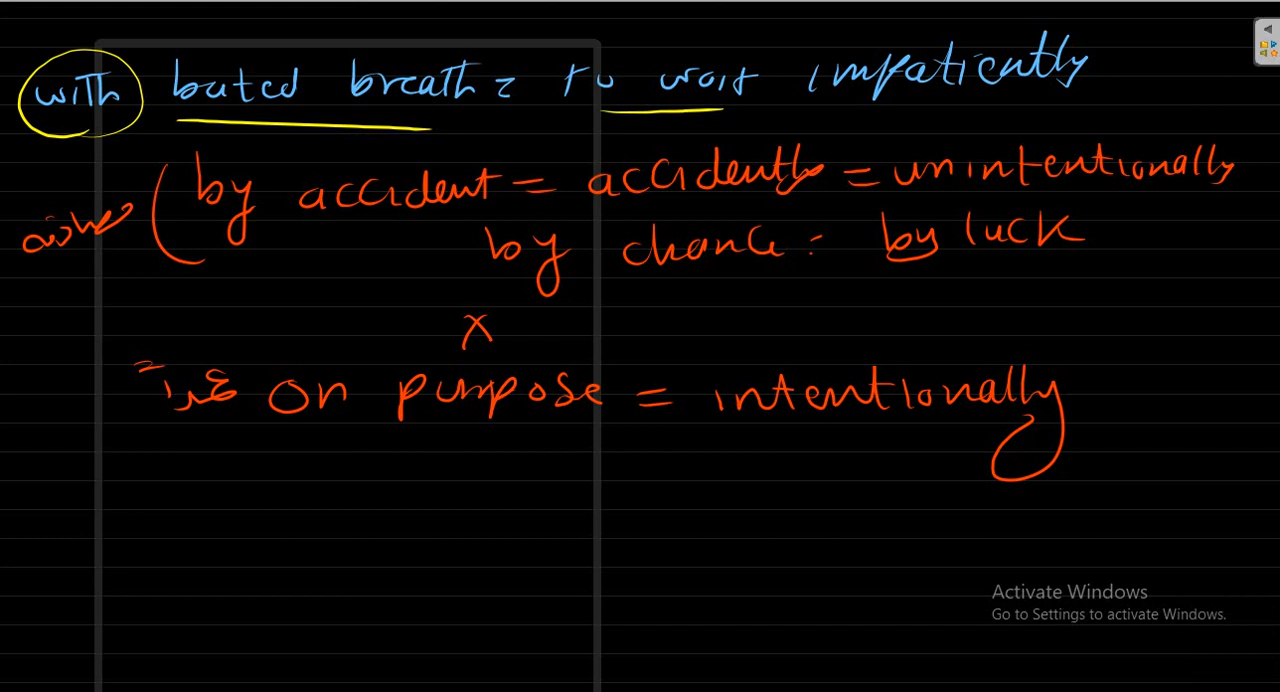 with bated breath = to wait impatiently
by accident = accidently = unintentionally
by chance = by luck
x
عمداً on purpose = intentionally
Activate Windows
Go to Settings to activate Windows.